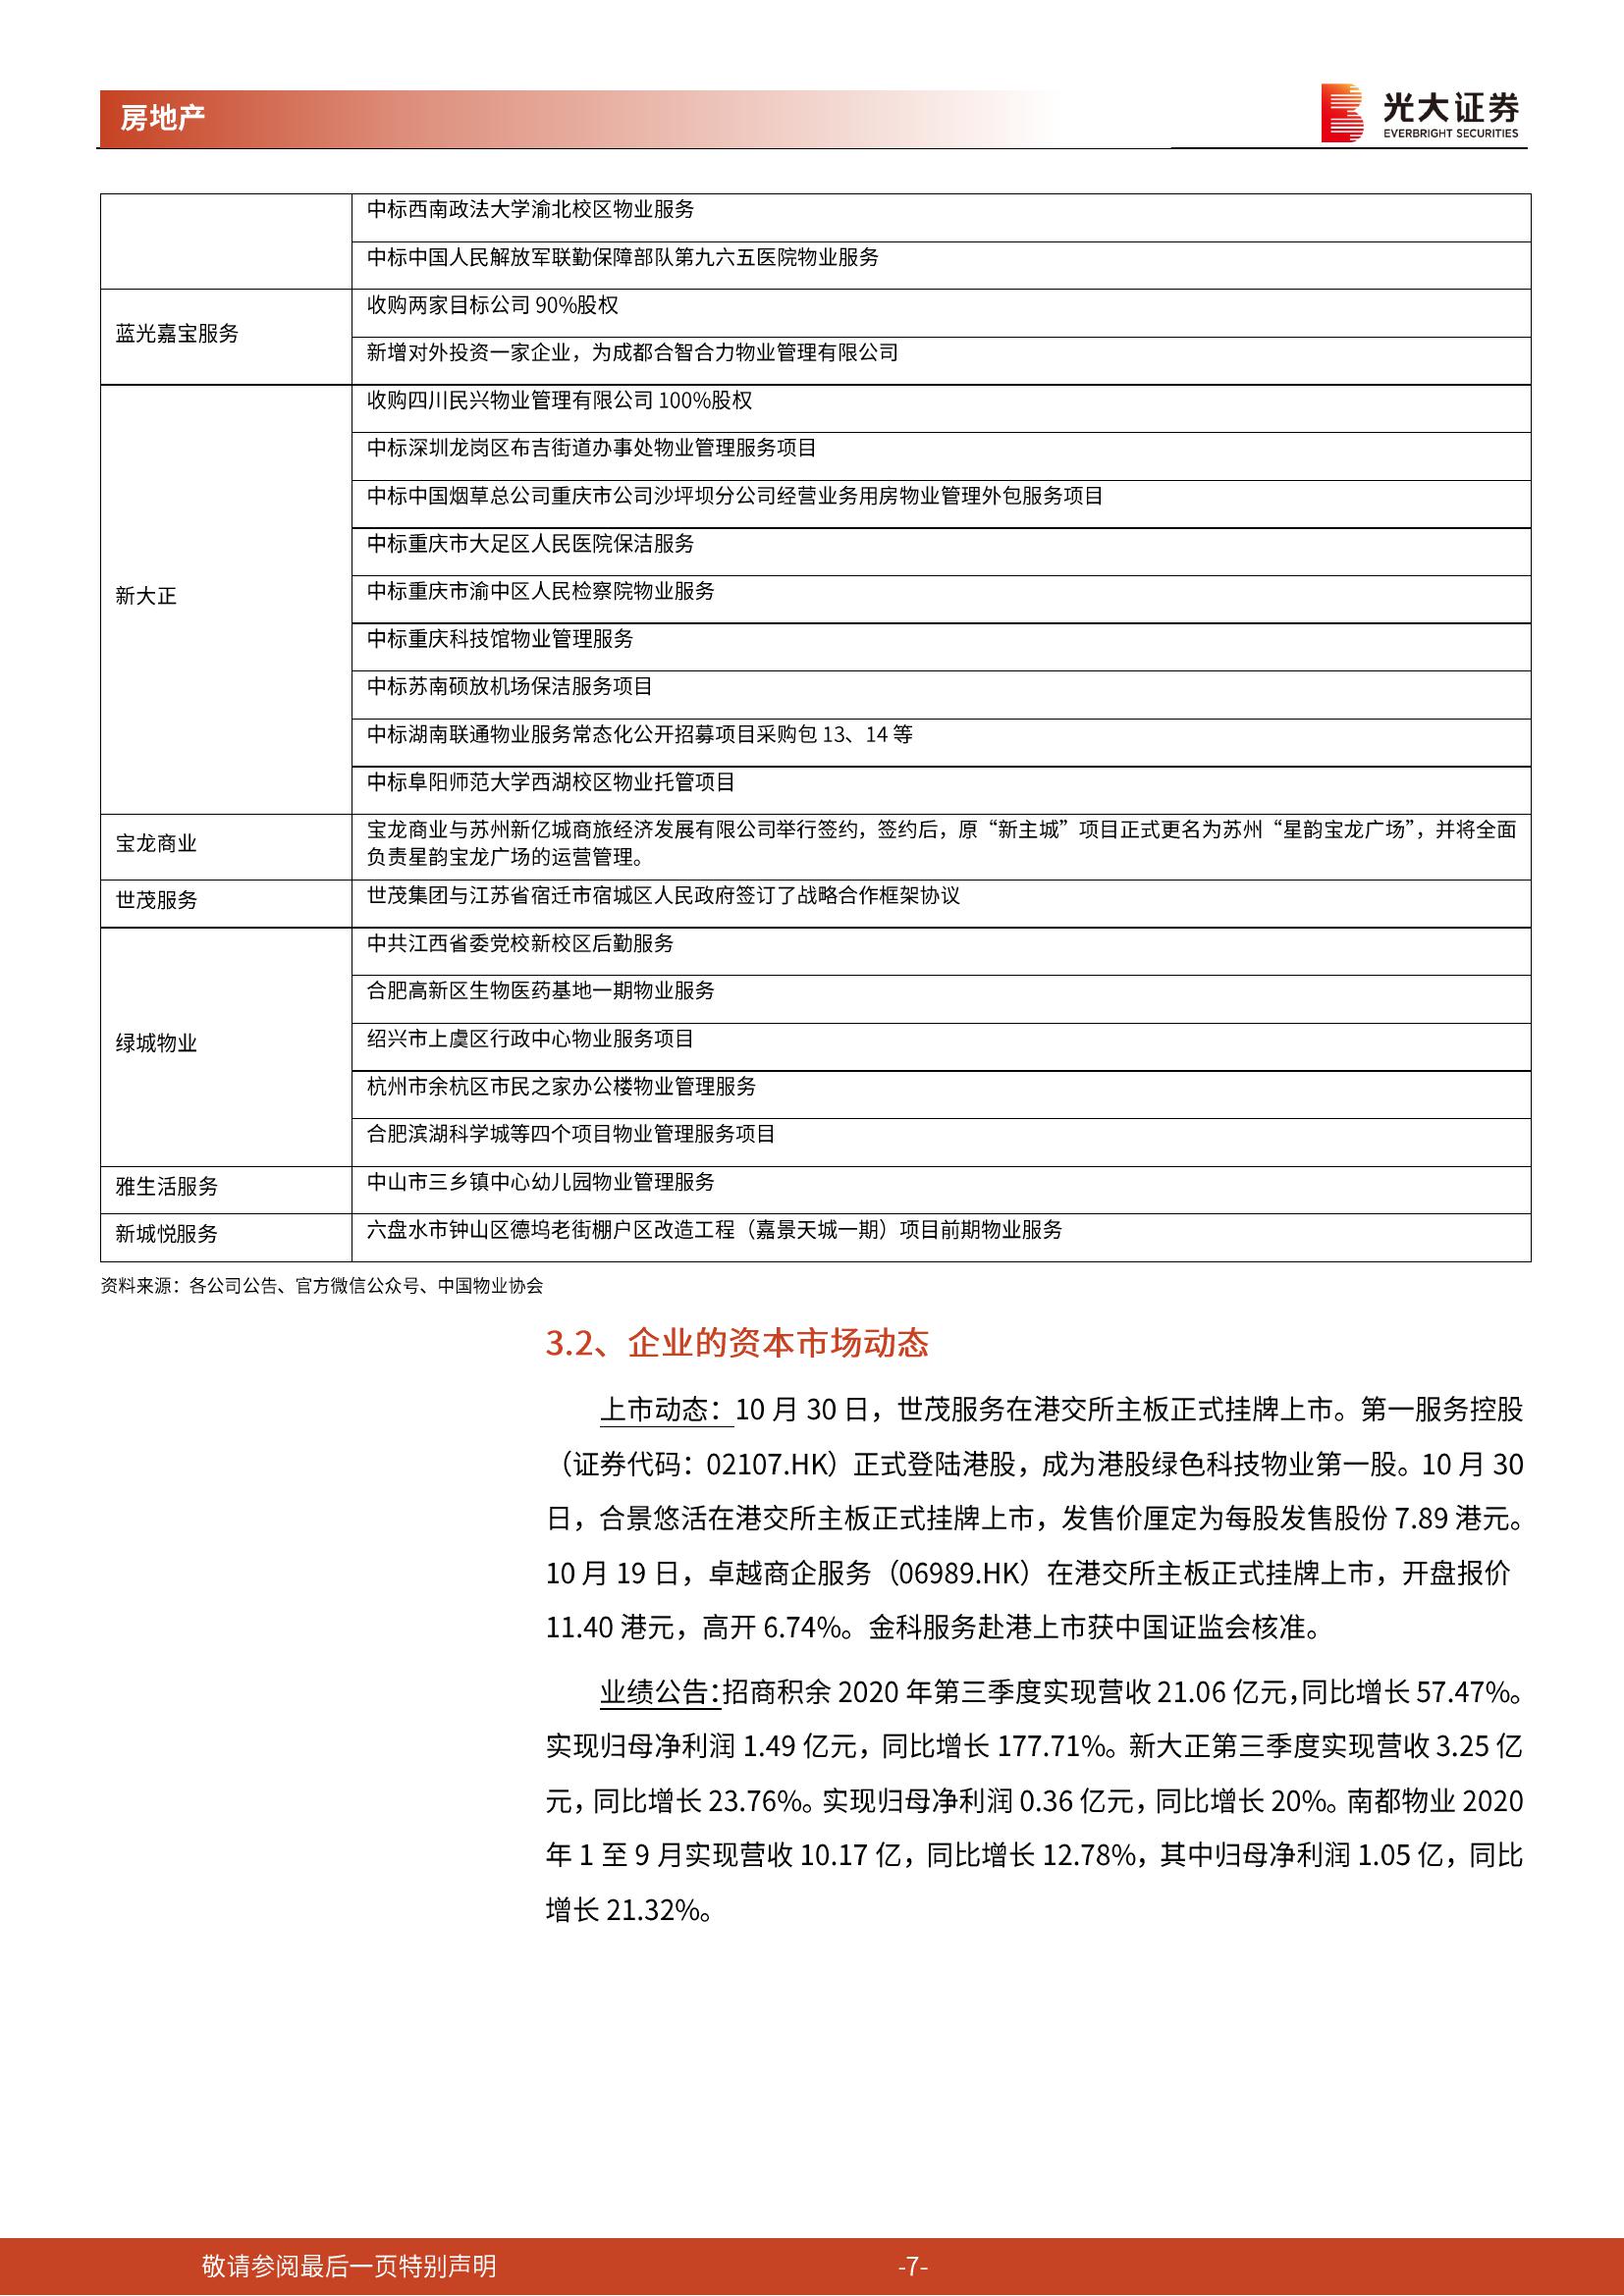 房地产
光大证券
EVERBRIGHT SECURITIES
中标西南政法大学渝北校区物业服务
中标中国人民解放军联勤保障部队第九六五医院物业服务
蓝光嘉宝服务
收购两家目标公司 90%股权
新增对外投资一家企业，为成都合智合力物业管理有限公司
新大正
收购四川民兴物业管理有限公司 100%股权
中标深圳龙岗区布吉街道办事处物业管理服务项目
中标中国烟草总公司重庆市公司沙坪坝分公司经营业务用房物业管理外包服务项目
中标重庆市大足区人民医院保洁服务
中标重庆市渝中区人民检察院物业服务
中标重庆科技馆物业管理服务
中标苏南硕放机场保洁服务项目
中标湖南联通物业服务常态化公开招募项目采购包 13、14 等
中标阜阳师范大学西湖校区物业托管项目
宝龙商业
宝龙商业与苏州新亿城商旅经济发展有限公司举行签约，签约后，原“新主城”项目正式更名为苏州“星韵宝龙广场”，并将全面
负责星韵宝龙广场的运营管理。
世茂服务
世茂集团与江苏省宿迁市宿城区人民政府签订了战略合作框架协议
绿城物业
中共江西省委党校新校区后勤服务
合肥高新区生物医药基地一期物业服务
绍兴市上虞区行政中心物业服务项目
杭州市余杭区市民之家办公楼物业管理服务
合肥滨湖科学城等四个项目物业管理服务项目
雅生活服务
中山市三乡镇中心幼儿园物业管理服务
新城悦服务
六盘水市钟山区德坞老街棚户区改造工程（嘉景天城一期）项目前期物业服务
资料来源：各公司公告、官方微信公众号、中国物业协会
3.2、企业的资本市场动态
上市动态：10 月 30 日，世茂服务在港交所主板正式挂牌上市。第一服务控股
（证券代码：02107.HK）正式登陆港股，成为港股绿色科技物业第一股。10 月 30
日，合景悠活在港交所主板正式挂牌上市，发售价厘定为每股发售股份 7.89 港元。
10 月 19 日，卓越商企服务（06989.HK）在港交所主板正式挂牌上市，开盘报价
11.40 港元，高开 6.74%。金科服务赴港上市获中国证监会核准。
业绩公告：招商积余 2020 年第三季度实现营收 21.06 亿元，同比增长 57.47%。
实现归母净利润 1.49 亿元，同比增长 177.71%。新大正第三季度实现营收 3.25 亿
元，同比增长 23.76%。实现归母净利润 0.36 亿元，同比增长 20%。南都物业 2020
年 1 至 9 月实现营收 10.17 亿，同比增长 12.78%，其中归母净利润 1.05 亿，同比
增长 21.32%。
敬请参阅最后一页特别声明
-7-